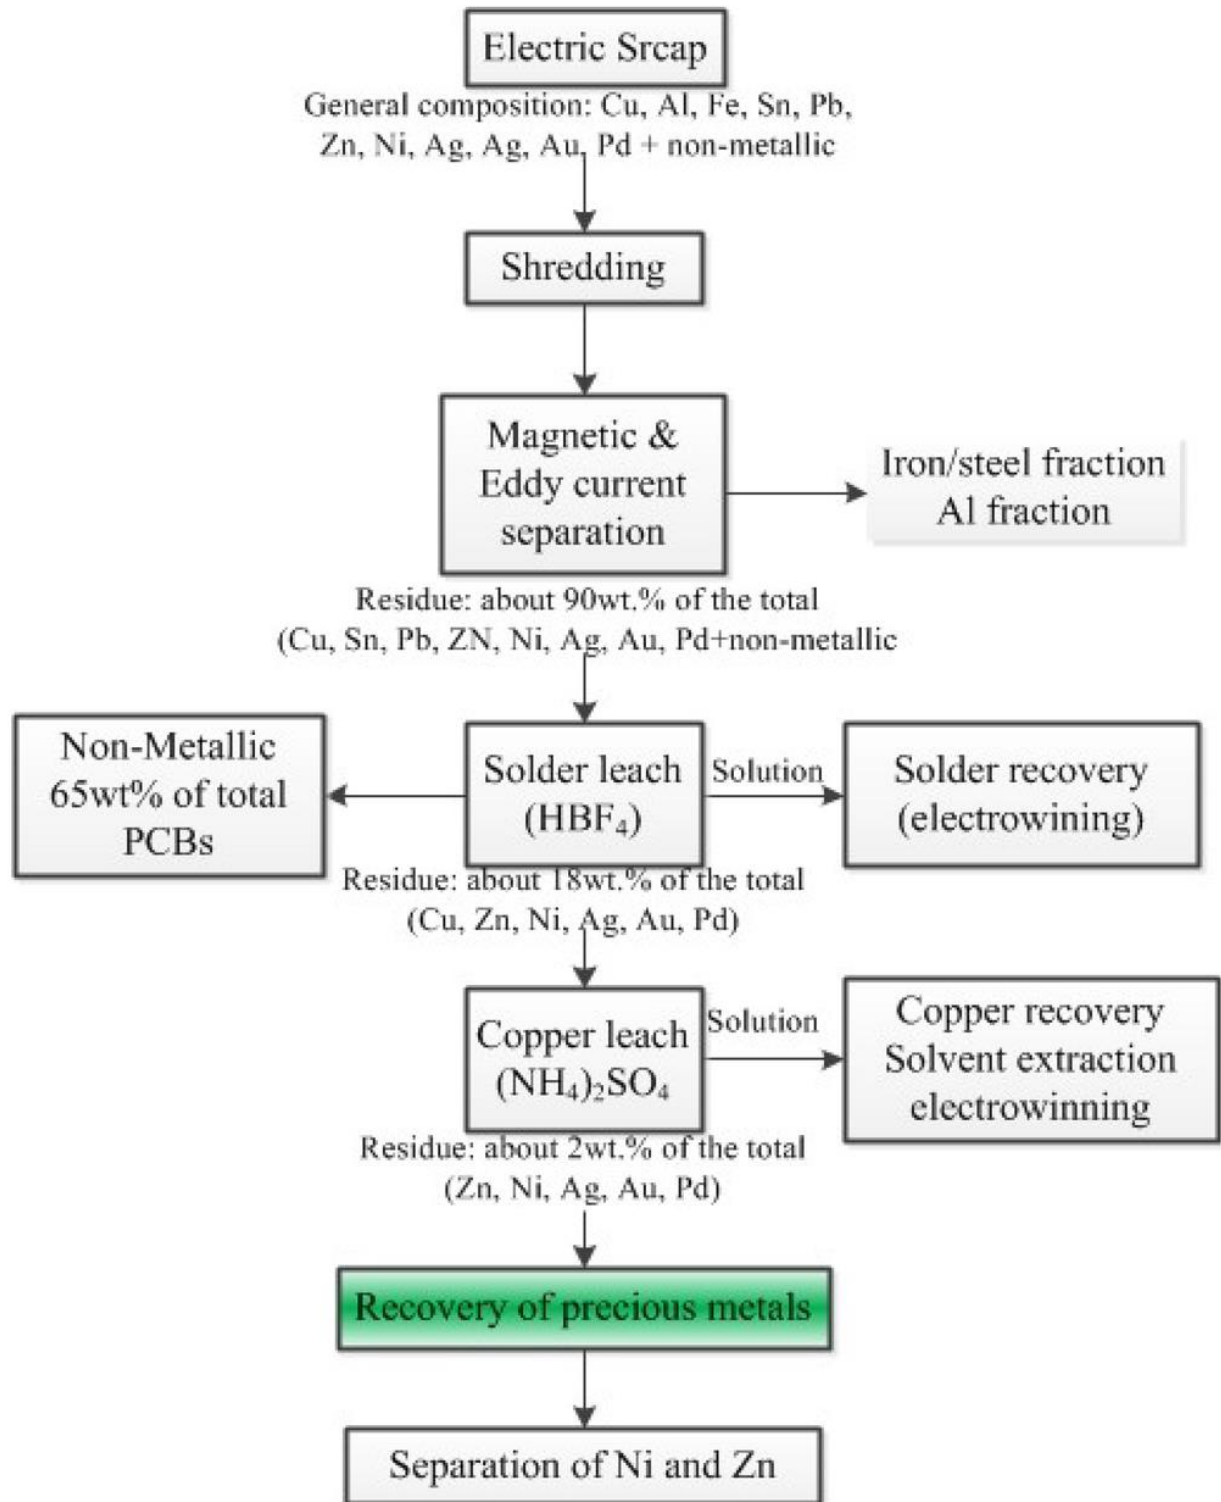 Electric Srcap
General composition: Cu, Al, Fe, Sn, Pb,
Zn, Ni, Ag, Ag, Au, Pd + non-metallic
Shredding
Magnetic &
Eddy current
separation
Iron/steel fraction
Al fraction
Residue: about 90wt.% of the total
(Cu, Sn, Pb, ZN, Ni, Ag, Au, Pd+non-metallic
Non-Metallic
65wt% of total
PCBs
Solder leach
(HBF₄)
Solution
Solder recovery
(electrowining)
Residue: about 18wt.% of the total
(Cu, Zn, Ni, Ag, Au, Pd)
Copper leach
(NH₄)₂SO₄
Solution
Copper recovery
Solvent extraction
electrowinning
Residue: about 2wt.% of the total
(Zn, Ni, Ag, Au, Pd)
Recovery of precious metals
Separation of Ni and Zn